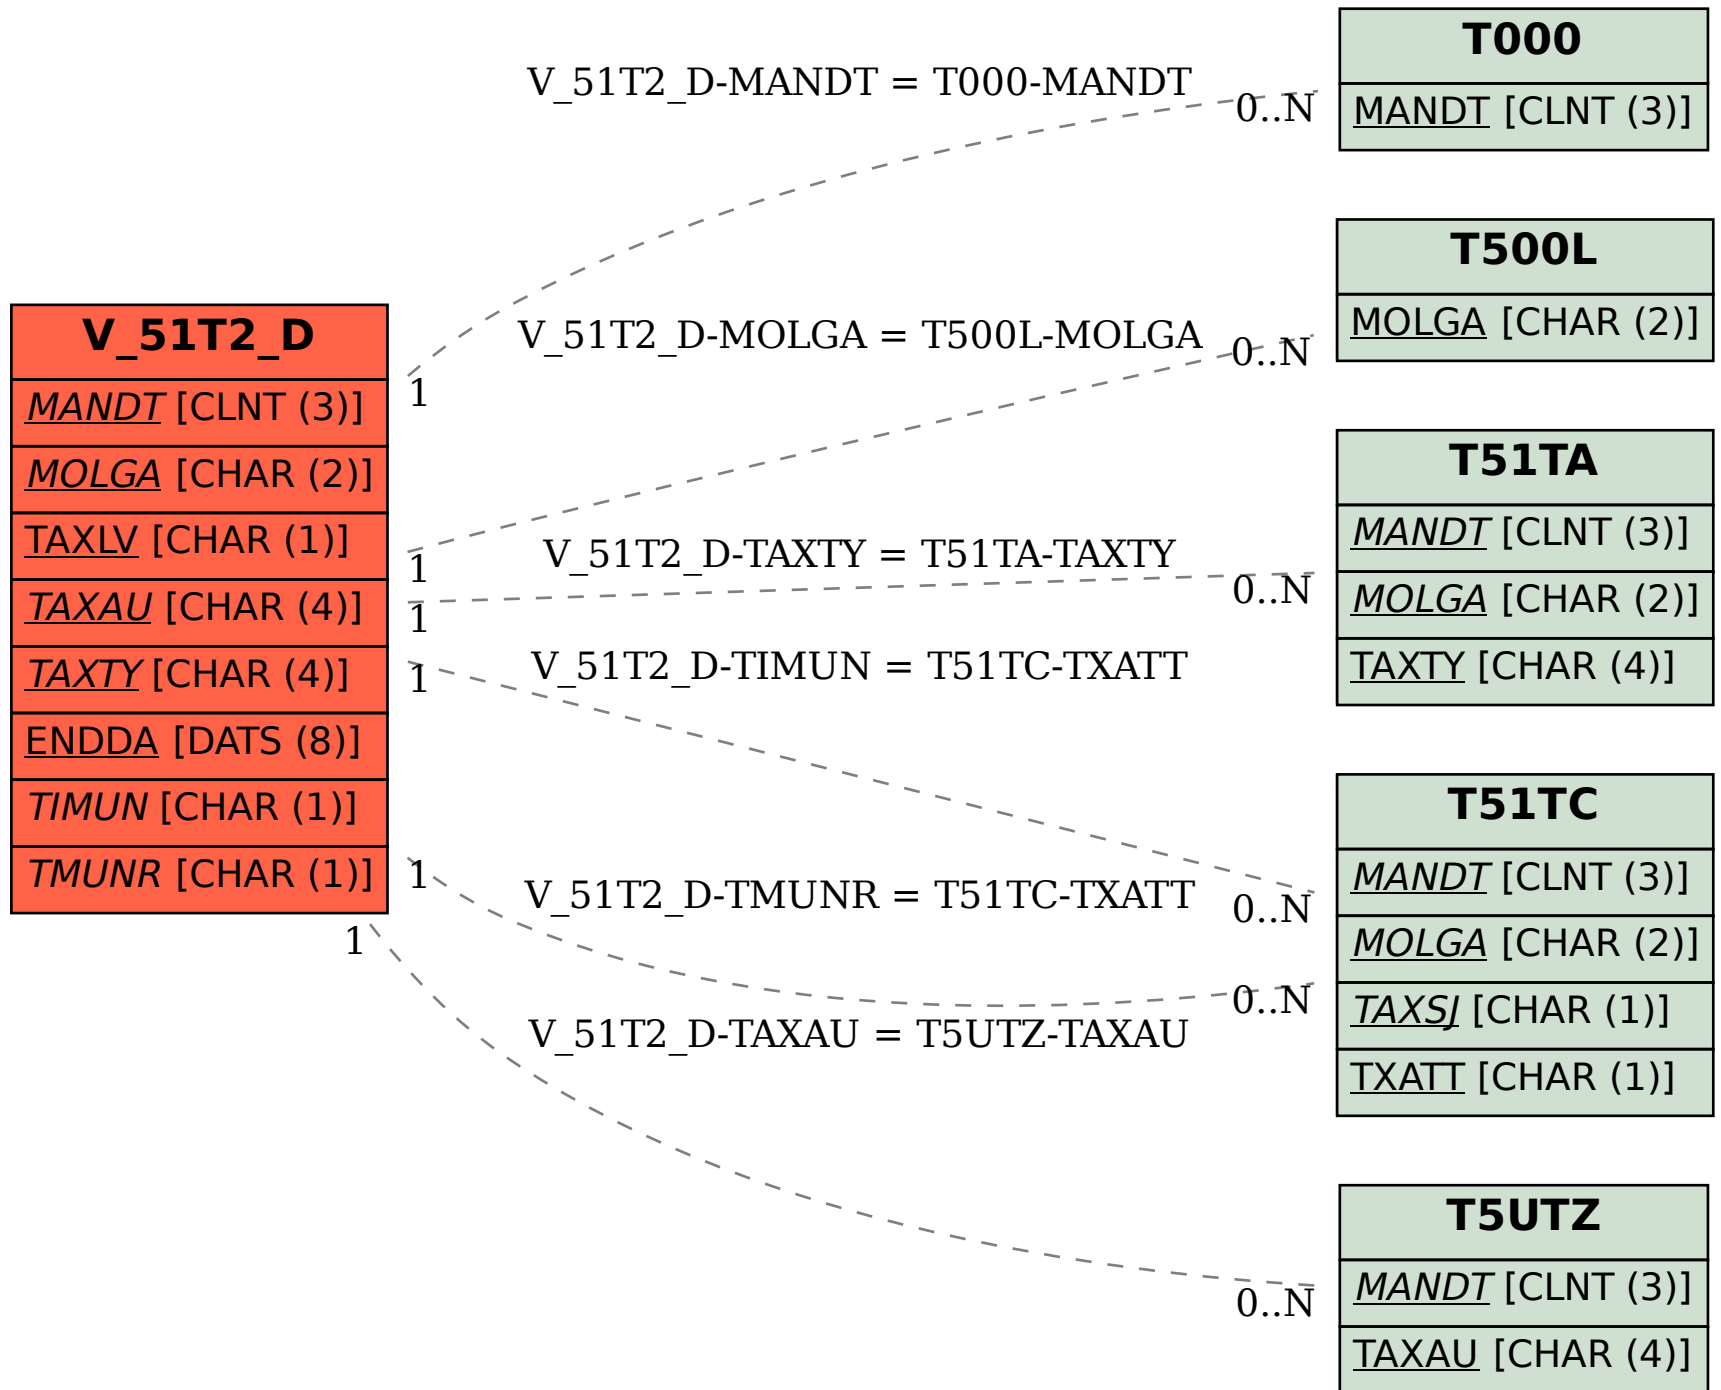 V_51T2_D
MANDT [CLNT (3)]
MOLGA [CHAR (2)]
TAXLV [CHAR (1)]
TAXAU [CHAR (4)]
TAXTY [CHAR (4)]
ENDDA [DATS (8)]
TIMUN [CHAR (1)]
TMUNR [CHAR (1)]
V_51T2_D-MANDT = T000-MANDT
0..N
1
V_51T2_D-MOLGA = T500L-MOLGA
0..N
1
V_51T2_D-TAXTY = T51TA-TAXTY
0..N
1
V_51T2_D-TIMUN = T51TC-TXATT
1
0..N
V_51T2_D-TMUNR = T51TC-TXATT
1
0..N
V_51T2_D-TAXAU = T5UTZ-TAXAU
1
0..N
T000
MANDT [CLNT (3)]
T500L
MOLGA [CHAR (2)]
T51TA
MANDT [CLNT (3)]
MOLGA [CHAR (2)]
TAXTY [CHAR (4)]
T51TC
MANDT [CLNT (3)]
MOLGA [CHAR (2)]
TAXSJ [CHAR (1)]
TXATT [CHAR (1)]
T5UTZ
MANDT [CLNT (3)]
TAXAU [CHAR (4)]